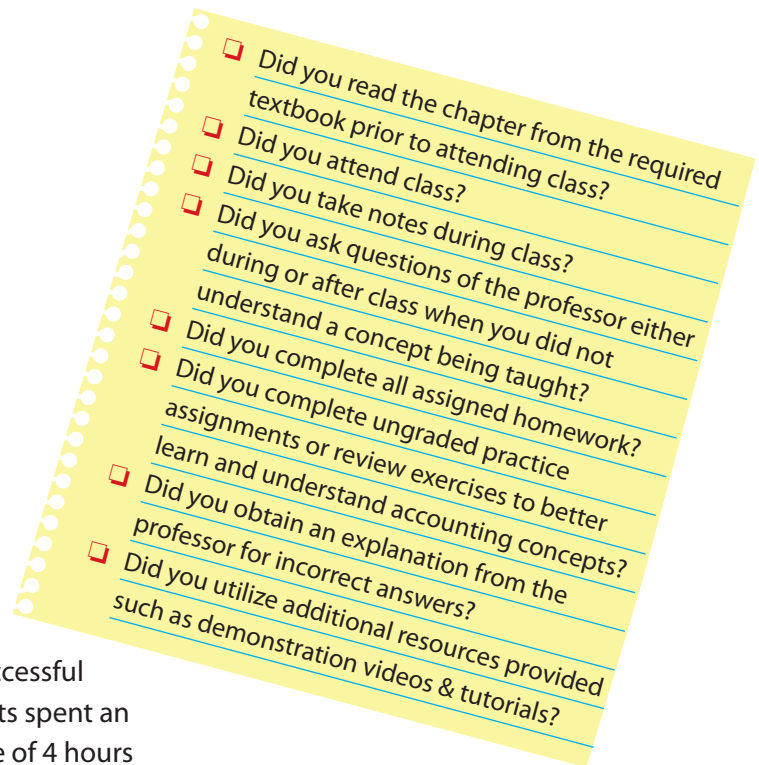 ❏ Did you read the chapter from the required
textbook prior to attending class?
❏ Did you attend class?
❏ Did you take notes during class?
❏ Did you ask questions of the professor either
during or after class when you did not
understand a concept being taught?
❏ Did you complete all assigned homework?
❏ Did you complete ungraded practice
assignments or review exercises to better
learn and understand accounting concepts?
❏ Did you obtain an explanation from the
professor for incorrect answers?
❏ Did you utilize additional resources provided
such as demonstration videos & tutorials?
ccessful
ts spent an
e of 4 hours